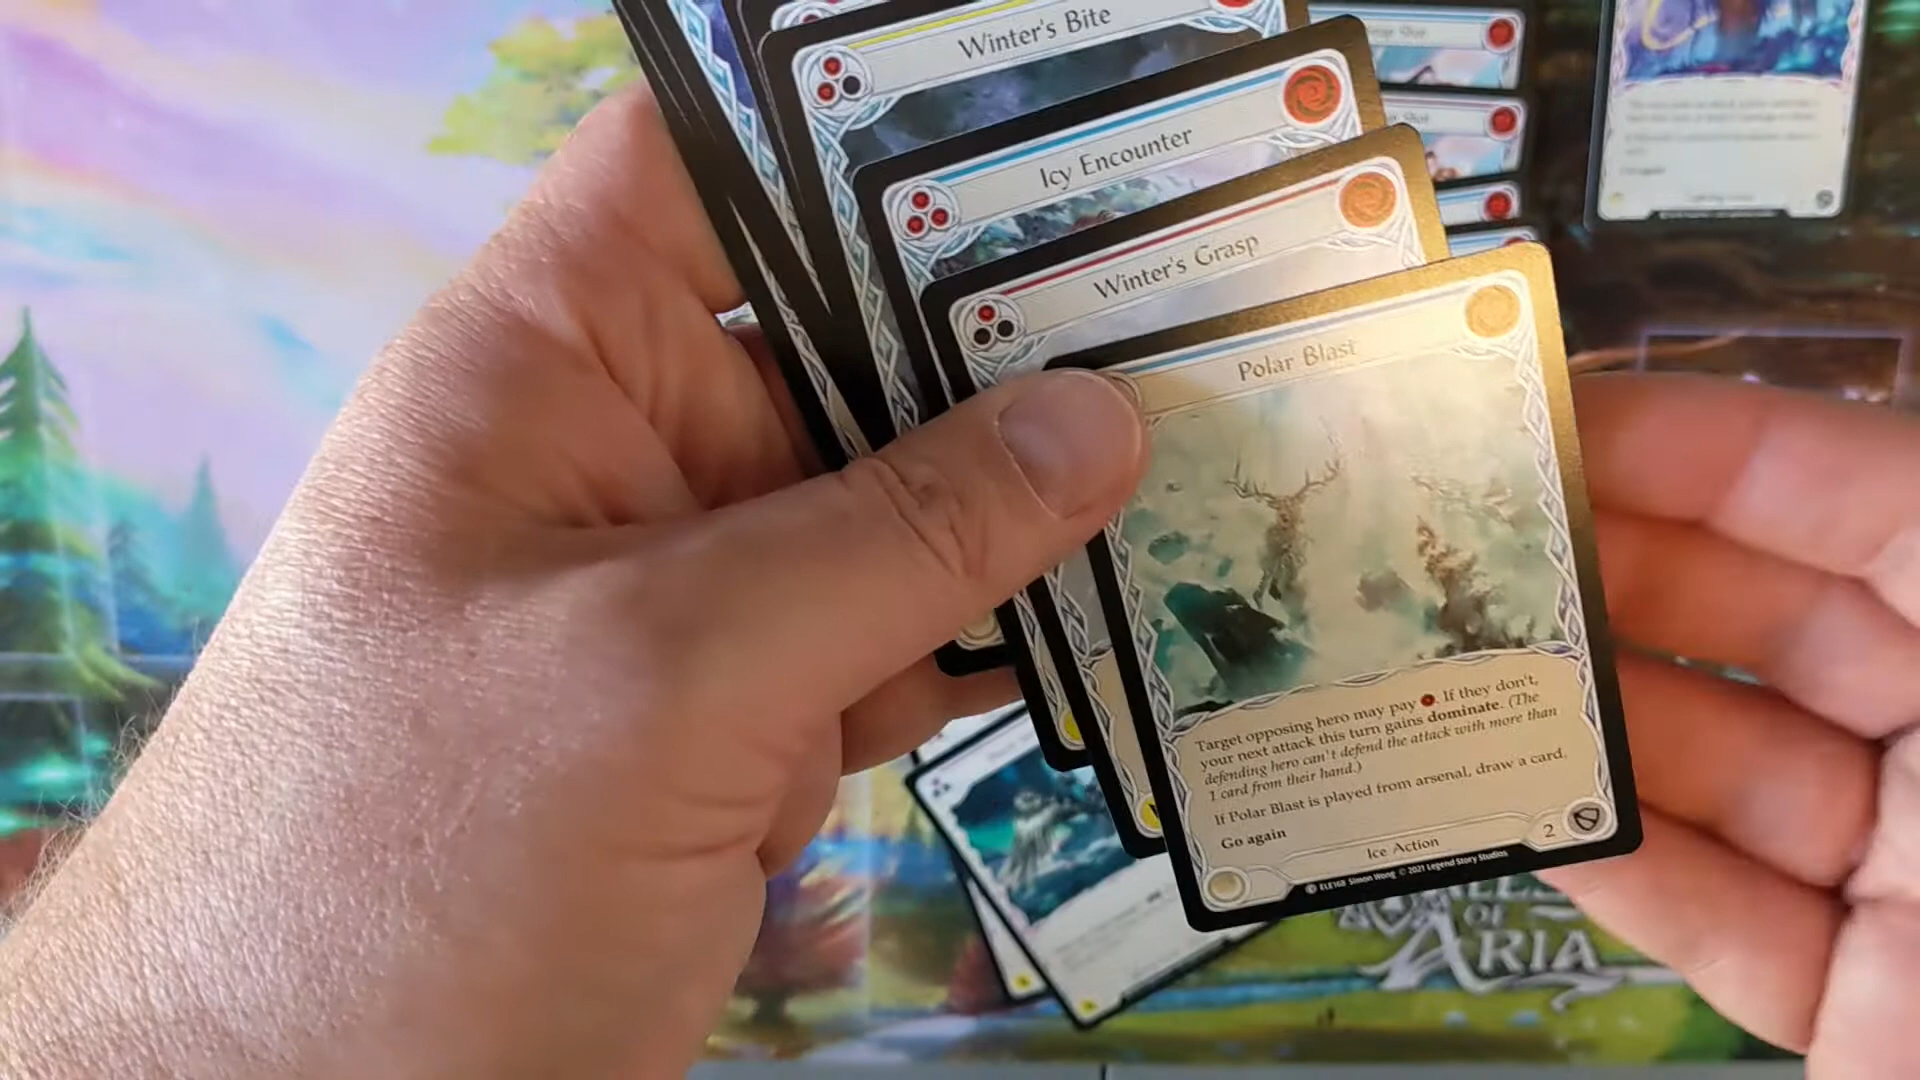 Winter's Bite
Icy Encounter
Winter's Grasp
Polar Blast
Target opposing hero may pay . If they don't,
your next attack this turn gains dominate. (The
defending hero can't defend the attack with more than
1 card from their hand.)
If Polar Blast is played from arsenal, draw a card.
Go again
Ice Action
2
© ELE168 Simon Wong © 2021 Legend Story Studios
OF
ARIA
Shot
Shot